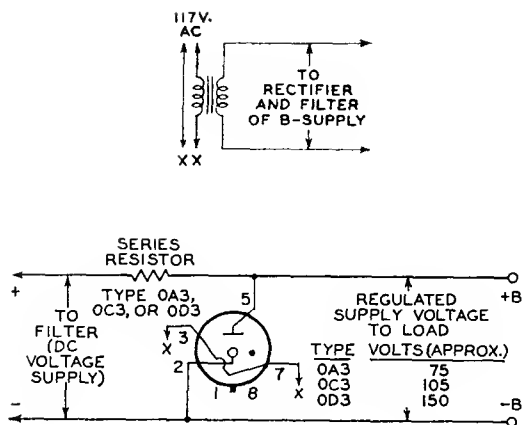 117V.
AC
TO
RECTIFIER
AND FILTER
OF B-SUPPLY
X X
SERIES
RESISTOR
TYPE 0A3,
0C3, OR 0D3
+
5
+B
TO
FILTER
(DC
VOLTAGE
SUPPLY)
X
3
2
7
1
8
X
REGULATED
SUPPLY VOLTAGE
TO LOAD
TYPE VOLTS (APPROX.)
0A3 75
0C3 105
0D3 150
-
-B